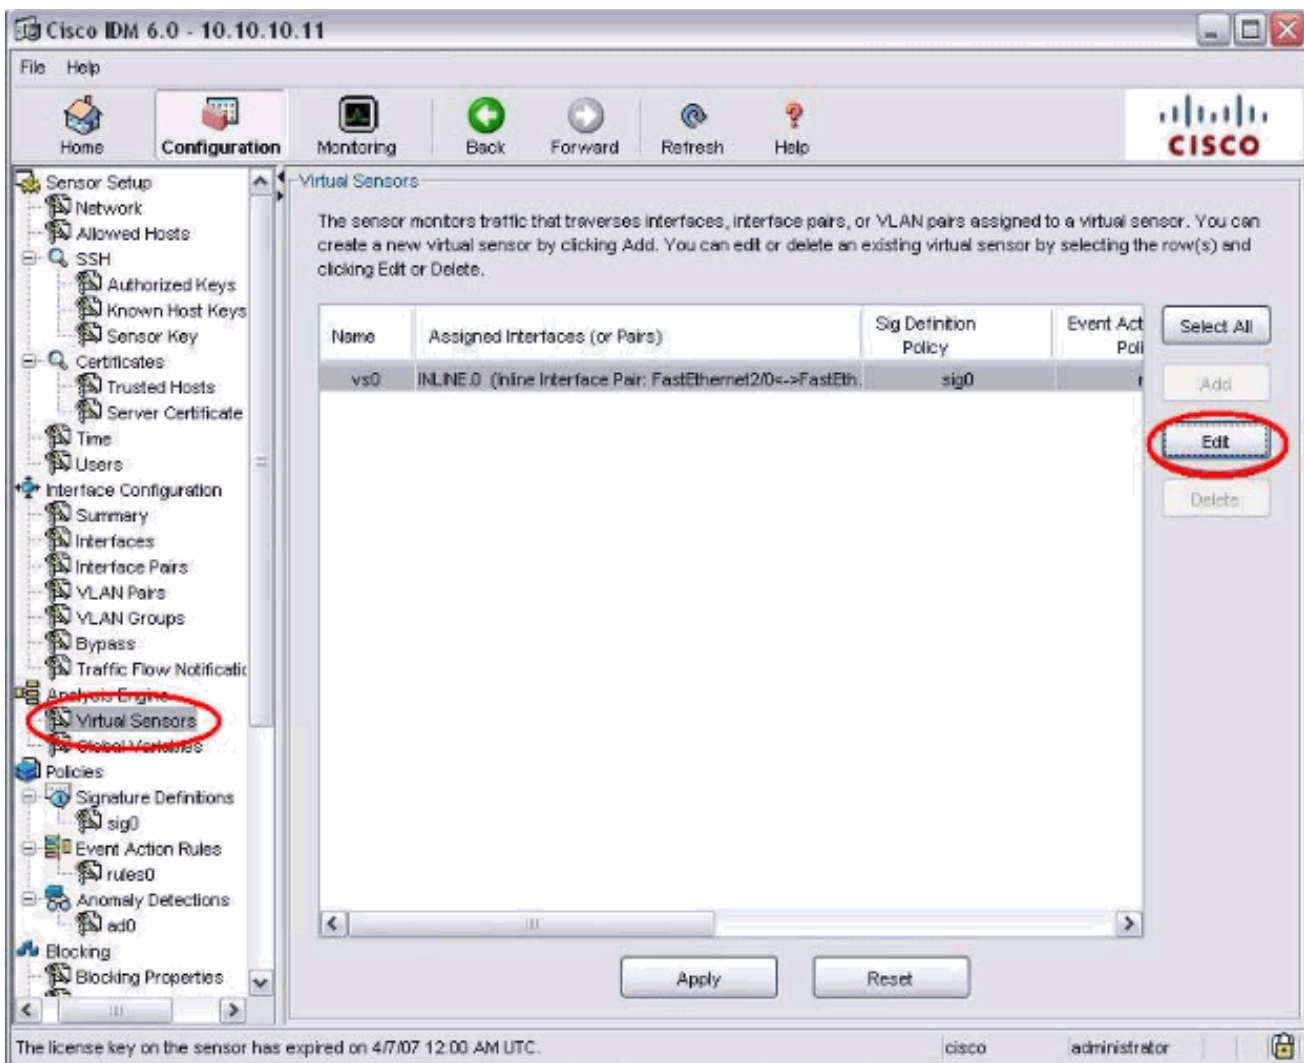 Cisco IDM 6.0 - 10.10.10.11
File Help
Home Configuration Monitoring Back Forward Refresh Help
CISCO
Sensor Setup
Network
Allowed Hosts
SSH
Authorized Keys
Known Host Keys
Sensor Key
Certificates
Trusted Hosts
Server Certificate
Time
Users
Interface Configuration
Summary
Interfaces
Interface Pairs
VLAN Pairs
VLAN Groups
Bypass
Traffic Flow Notificatic
Analysis Engine
Virtual Sensors
Global Variables
Policies
Signature Definitions
sig0
Event Action Rules
rules0
Anomaly Detections
ad0
Blocking
Blocking Properties
Virtual Sensors
The sensor monitors traffic that traverses interfaces, interface pairs, or VLAN pairs assigned to a virtual sensor. You can
create a new virtual sensor by clicking Add. You can edit or delete an existing virtual sensor by selecting the row(s) and
clicking Edit or Delete.
Name Assigned Interfaces (or Pairs) Sig Definition Policy Event Act Poli
vs0 INLINE.0 (Inline Interface Pair: FastEthernet2/0<->FastEth. sig0 r
Select All
Add
Edit
Delete
Apply Reset
The license key on the sensor has expired on 4/7/07 12:00 AM UTC. cisco administrator